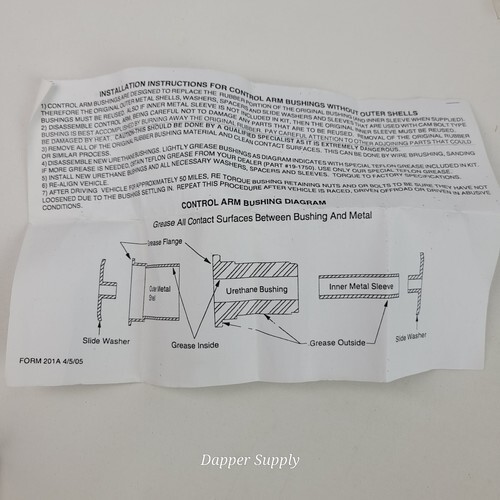 INSTALLATION INSTRUCTIONS FOR CONTROL ARM BUSHINGS WITHOUT OUTER SHELLS
1) CONTROL ARM BUSHINGS ARE DESIGNED TO REPLACE THE RUBBER PORTION OF THE ORIGINAL BUSHING
THEREFORE THE ORIGINAL OUTER METAL SHELLS, WASHERS, SPACERS AND SLIDE WASHERS AND INNER SLEEVE WHEN SUPPLIED.
BUSHINGS MUST BE REUSED. ALSO IF INNER METAL SLEEVE IS NOT INCLUDED IN KIT, THEN THE ORIGINAL INNER SLEEVE MUST BE REUSED.
2) DISASSEMBLE CONTROL ARM, BEING CAREFUL NOT TO DAMAGE ANY PARTS THAT ARE TO BE REUSED. REMOVAL OF THE ORIGINAL RUBBER
BUSHING IS BEST ACCOMPLISHED BY BURNING AWAY THE ORIGINAL RUBBER. PAY CAREFUL ATTENTION TO OTHER ADJOINING PARTS THAT COULD
BE DAMAGED BY HEAT. CAUTION THIS SHOULD BE DONE BY A QUALIFIED SPECIALIST AS IT IS EXTREMELY DANGEROUS.
3) REMOVE ALL OF THE ORIGINAL RUBBER BUSHING MATERIAL AND CLEAN CONTACT SURFACES. THIS CAN BE DONE BY WIRE BRUSHING, SANDING
OR SIMILAR PROCESS.
4) DISASSEMBLE NEW URETHANE BUSHINGS. LIGHTLY GREASE BUSHINGS AS DIAGRAM INDICATES WITH SPECIAL TEFLON GREASE INCLUDED IN KIT.
IF MORE GREASE IS NEEDED, OBTAIN TEFLON GREASE FROM YOUR DEALER (PART #19-1750). USE ONLY OUR SPECIAL TEFLON GREASE.
5) INSTALL NEW URETHANE BUSHINGS AND ALL NECESSARY WASHERS, SPACERS AND SLEEVES. TORQUE TO FACTORY SPECIFICATIONS.
6) RE-ALIGN VEHICLE.
7) AFTER DRIVING VEHICLE FOR APPROXIMATELY 50 MILES, RE TORQUE BUSHING RETAINING NUTS AND OR BOLTS TO BE SURE THEY HAVE NOT
LOOSENED DUE TO THE BUSHING SETTLING IN. REPEAT THIS PROCEDURE AFTER VEHICLE IS RACED, DRIVEN OFFROAD OR DRIVEN IN ABUSIVE
CONDITIONS.
CONTROL ARM BUSHING DIAGRAM
Grease All Contact Surfaces Between Bushing And Metal
Grease Flange
Outer Metal
Shell
Urethane Bushing
Inner Metal Sleeve
Slide Washer
Grease Inside
Grease Outside
Slide Washer
FORM 201A 4/5/05
Dapper Supply